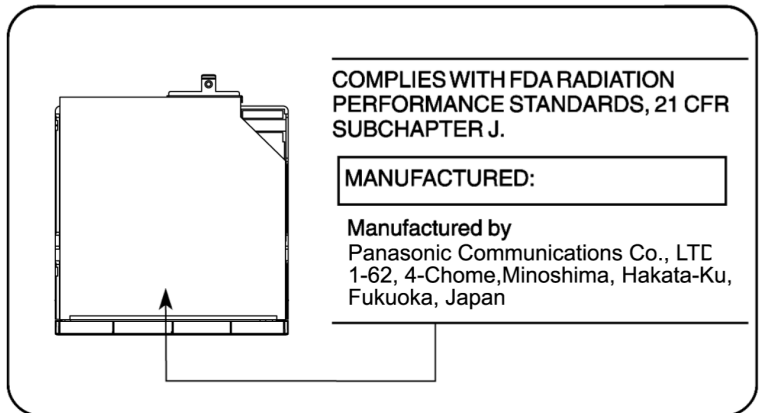 COMPLIES WITH FDA RADIATION
PERFORMANCE STANDARDS, 21 CFR
SUBCHAPTER J.
MANUFACTURED:
Manufactured by
Panasonic Communications Co., LTD
1-62, 4-Chome,Minoshima, Hakata-Ku,
Fukuoka, Japan